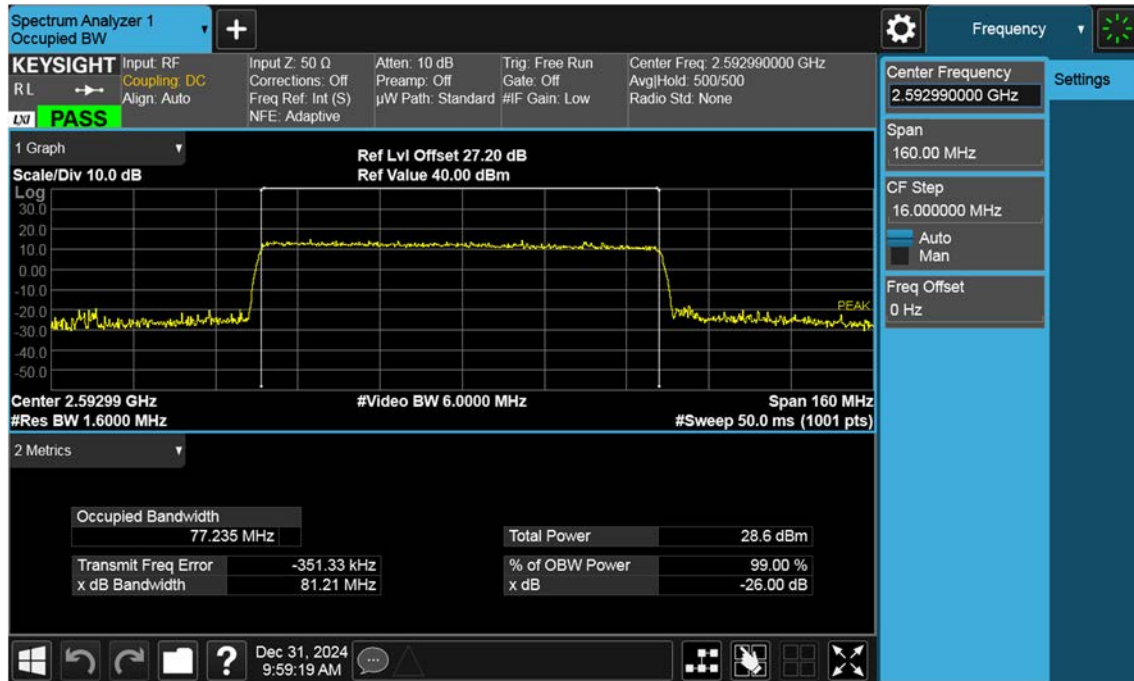 Spectrum Analyzer 1
Occupied BW
+
Frequency
KEYSIGHT
R L
LXI
PASS
Input: RF
Coupling: DC
Align: Auto
Input Z: 50 Ω
Corrections: Off
Freq Ref: Int (S)
NFE: Adaptive
Atten: 10 dB
Preamp: Off
µW Path: Standard
Trig: Free Run
Gate: Off
#IF Gain: Low
Center Freq: 2.592990000 GHz
Avg|Hold: 500/500
Radio Std: None
Center Frequency
2.592990000 GHz
Settings
Span
160.00 MHz
CF Step
16.000000 MHz
Auto
Man
Freq Offset
0 Hz
1 Graph
Scale/Div 10.0 dB
Ref Lvl Offset 27.20 dB
Ref Value 40.00 dBm
Log
30.0
20.0
10.0
0.00
-10.0
-20.0
-30.0
-40.0
-50.0
PEAK
Center 2.59299 GHz
#Video BW 6.0000 MHz
Span 160 MHz
#Res BW 1.6000 MHz
#Sweep 50.0 ms (1001 pts)
2 Metrics
Occupied Bandwidth
77.235 MHz
Total Power 28.6 dBm
Transmit Freq Error -351.33 kHz
% of OBW Power 99.00 %
x dB Bandwidth 81.21 MHz
x dB -26.00 dB
?
Dec 31, 2024
9:59:19 AM